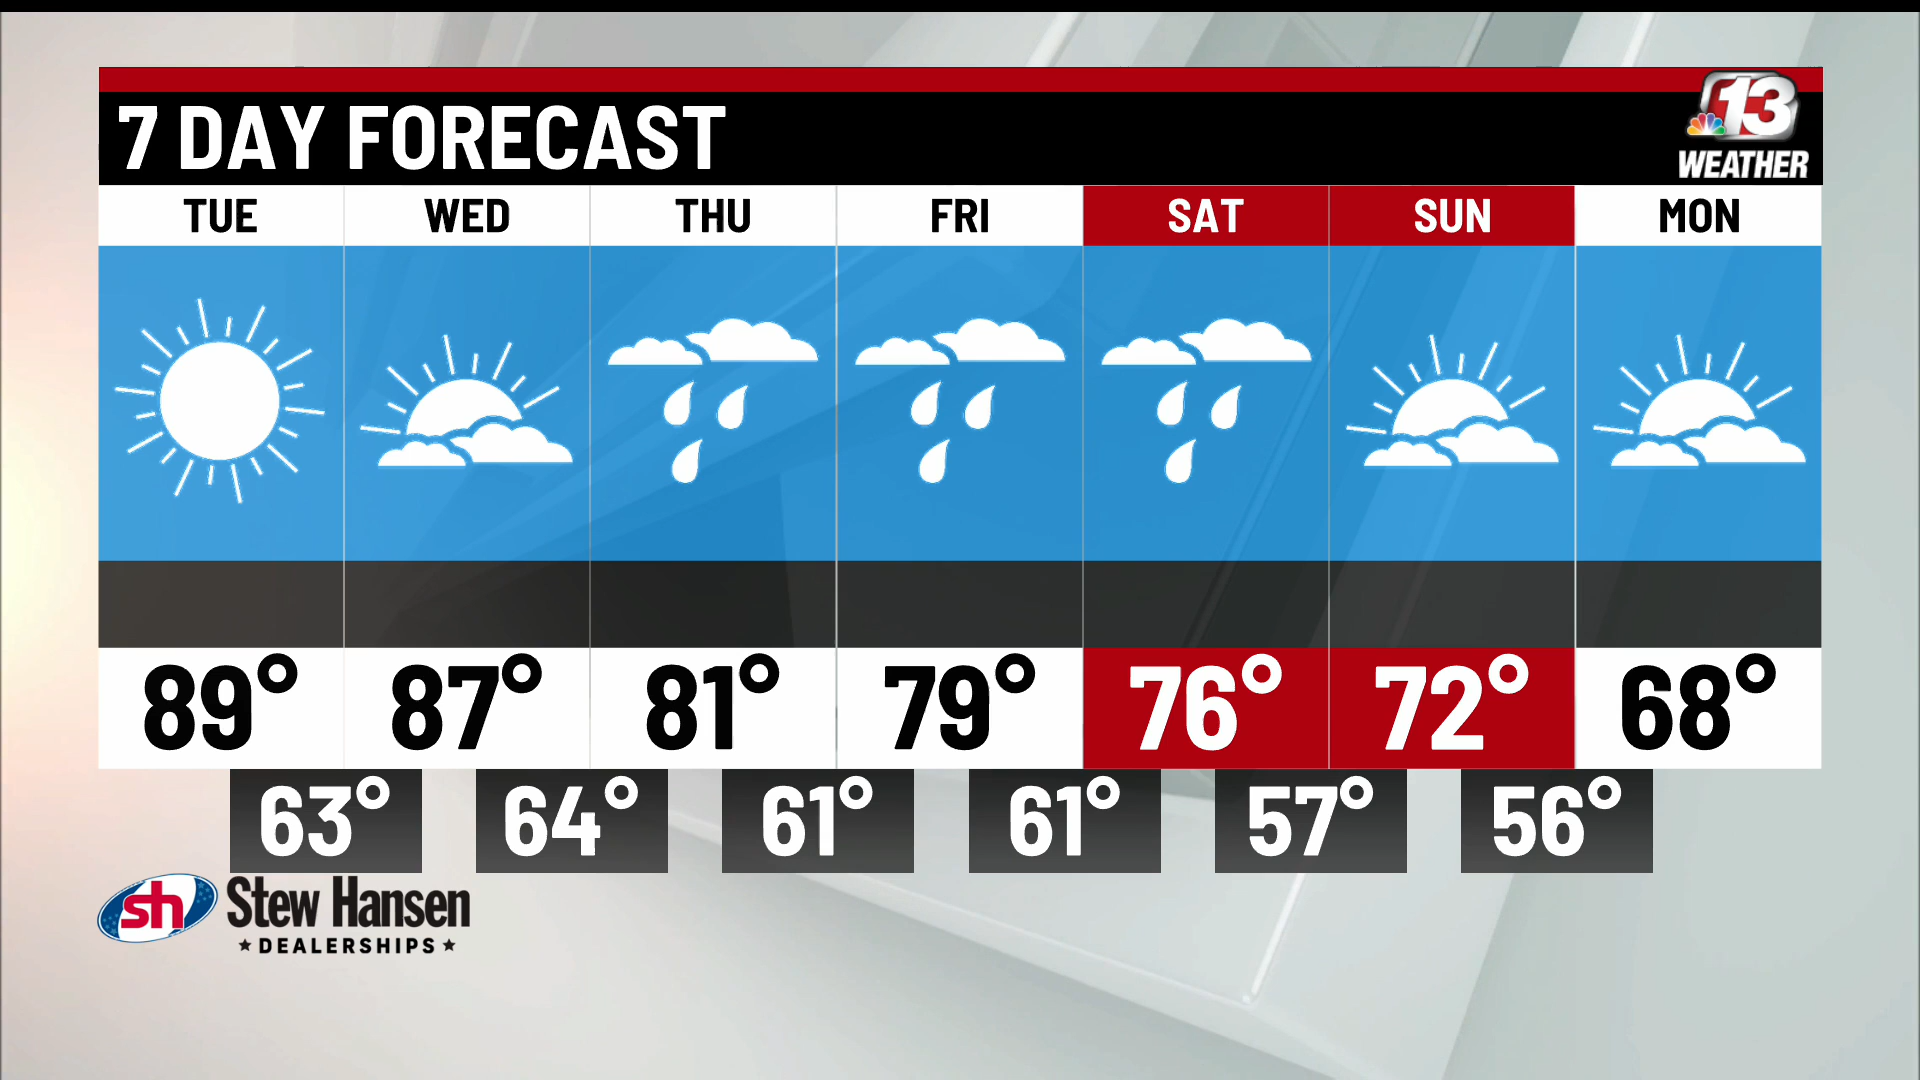 7 DAY FORECAST
13
WEATHER
TUE WED THU FRI SAT SUN MON
89° 87° 81° 79° 76° 72° 68°
63° 64° 61° 61° 57° 56°
sh Stew Hansen
★ DEALERSHIPS ★